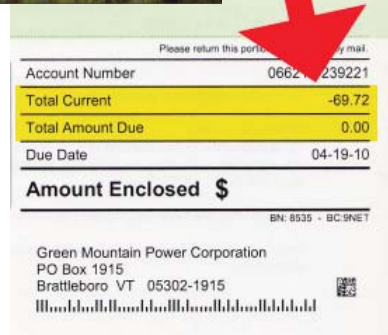 Please return this by mail.
Account Number 239221
Total Current -69.72
Total Amount Due 0.00
Due Date 04-19-10
Amount Enclosed $
BN: 8535 - BC:9NET
Green Mountain Power Corporation
PO Box 1915
Brattleboro VT 05302-1915